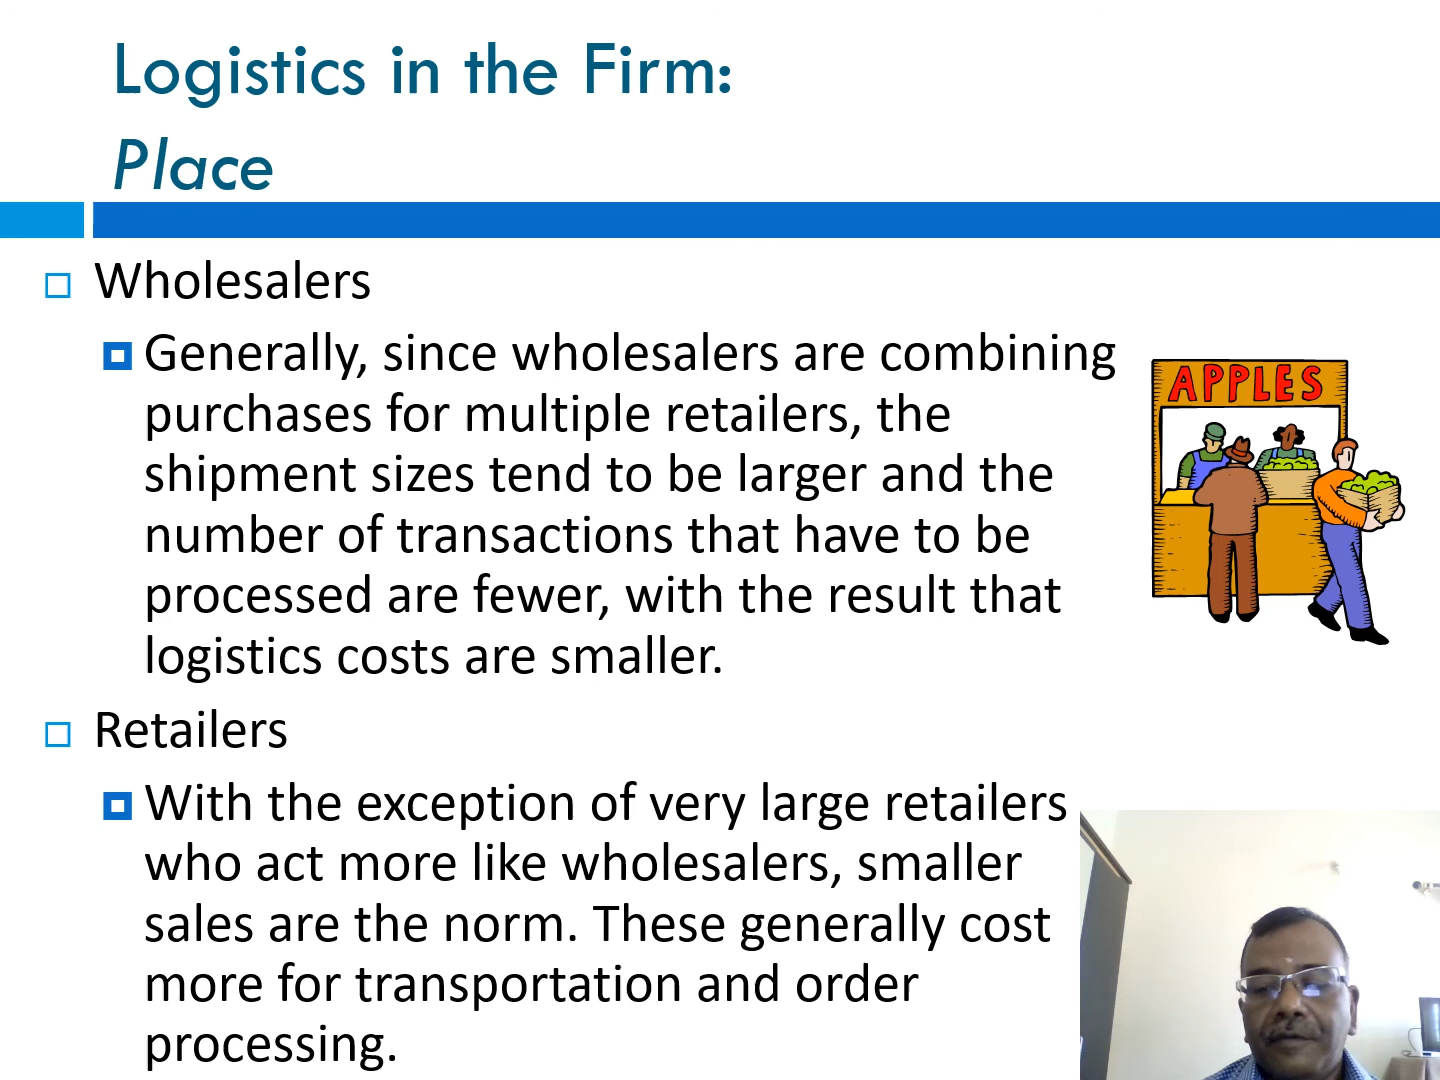 Logistics in the Firm:
Place
Wholesalers
Generally, since wholesalers are combining
purchases for multiple retailers, the
shipment sizes tend to be larger and the
number of transactions that have to be
processed are fewer, with the result that
logistics costs are smaller.
APPLES
Retailers
With the exception of very large retailers
who act more like wholesalers, smaller
sales are the norm. These generally cost
more for transportation and order
processing.